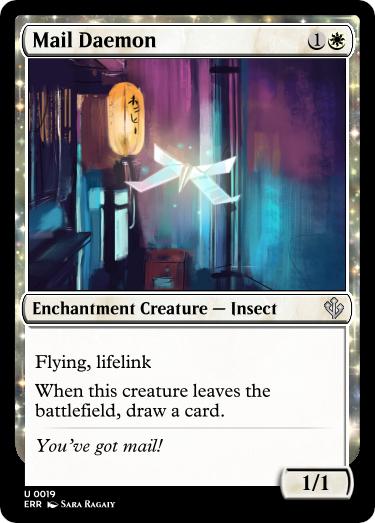 Mail Daemon 1
Enchantment Creature — Insect
Flying, lifelink
When this creature leaves the
battlefield, draw a card.
You've got mail!
1/1
U 0019
ERR Sara Ragaiy